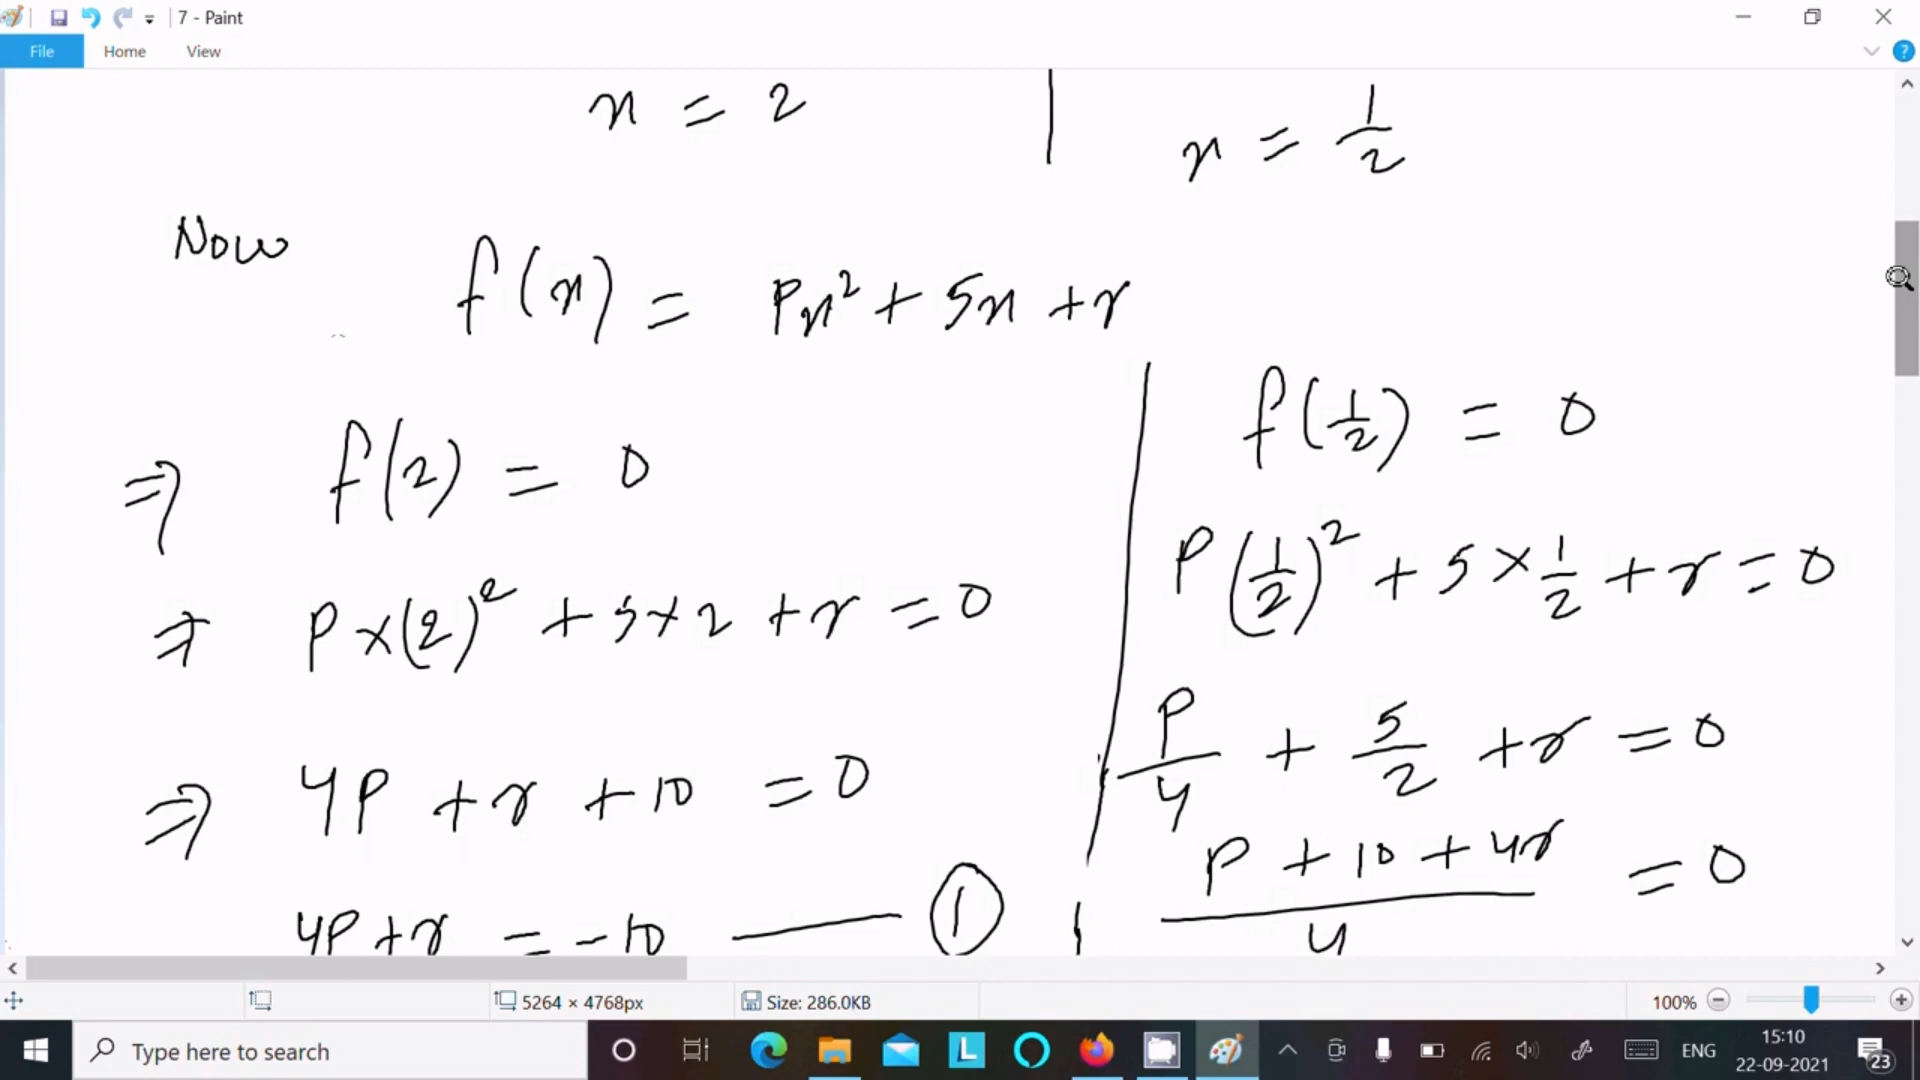 7 - Paint
File Home View
x = 2
x = 1/2
Now
f(x) = Px² + 5x + r
⇒ f(2) = 0
⇒ P×(2)² + 5×2 + r = 0
⇒ 4P + r + 10 = 0
4P + r = -10 —— ①
f(1/2) = 0
P(1/2)² + 5×1/2 + r = 0
P/4 + 5/2 + r = 0
P + 10 + 4r / 4 = 0
5264 × 4768px Size: 286.0KB 100%
Type here to search
L
ENG
15:10
22-09-2021
23